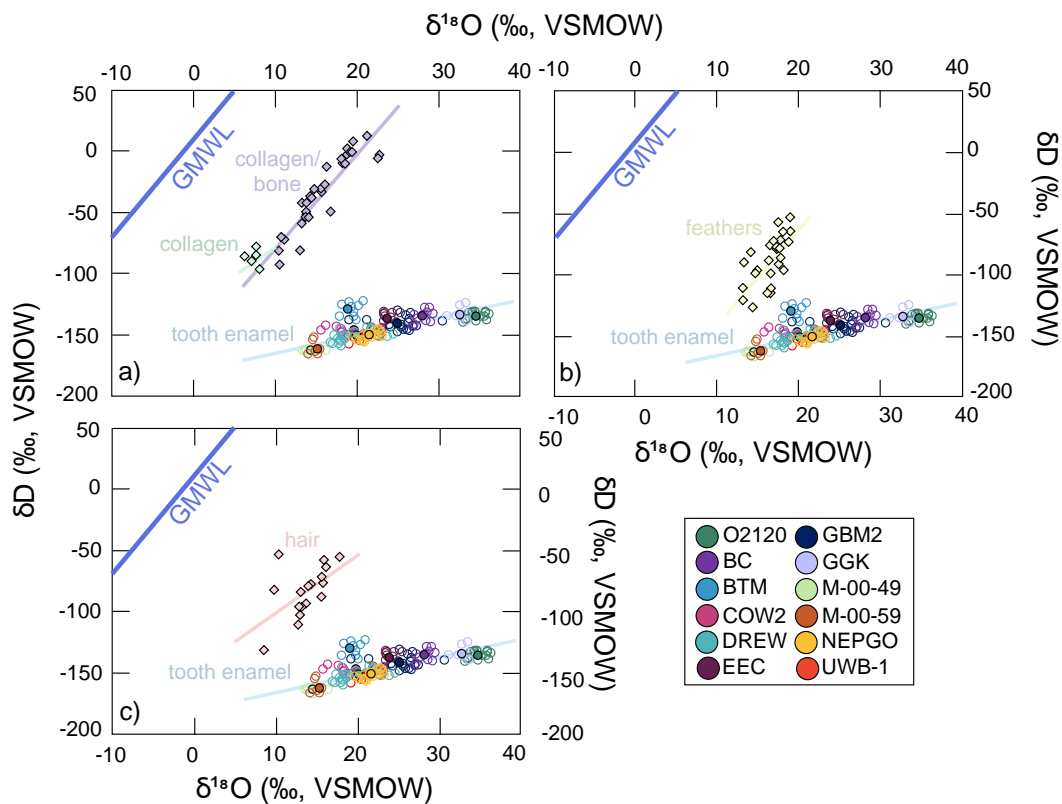 δ¹⁸O (‰, VSMOW)
-10 0 10 20 30 40
-10 0 10 20 30 40
50
0
-50
-100
-150
-200
GMWL
collagen/
bone
collagen
tooth enamel
a)
δD (‰, VSMOW)
GMWL
feathers
tooth enamel
b)
50
0
-50
-100
-150
-200
δD (‰, VSMOW)
-10 0 10 20 30 40
δ¹⁸O (‰, VSMOW)
50
0
-50
-100
-150
-200
GMWL
hair
tooth enamel
c)
50
0
-50
-100
-150
-200
δD (‰, VSMOW)
-10 0 10 20 30 40
δ¹⁸O (‰, VSMOW)
O2120 GBM2
BC GGK
BTM M-00-49
COW2 M-00-59
DREW NEPGO
EEC UWB-1